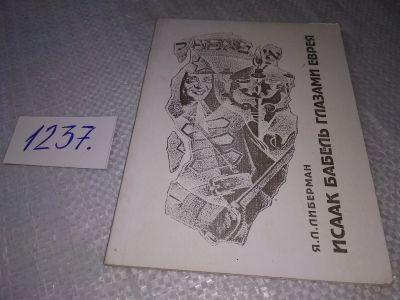 1237.
Я.Л.ЛИБЕРМАН
ИСААК БАБЕЛЬ ГЛАЗАМИ ЕВРЕЯ